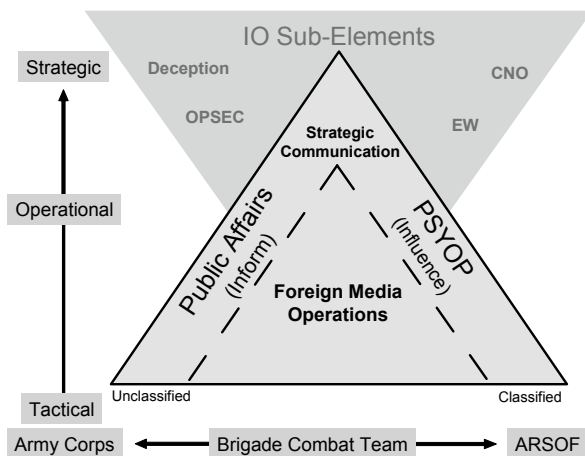 IO Sub-Elements
Strategic
Deception
CNO
OPSEC
EW
Strategic
Communication
Operational
Public Affairs
(Inform)
PSYOP
(Influence)
Foreign Media
Operations
Unclassified
Classified
Tactical
Army Corps
Brigade Combat Team
ARSOF